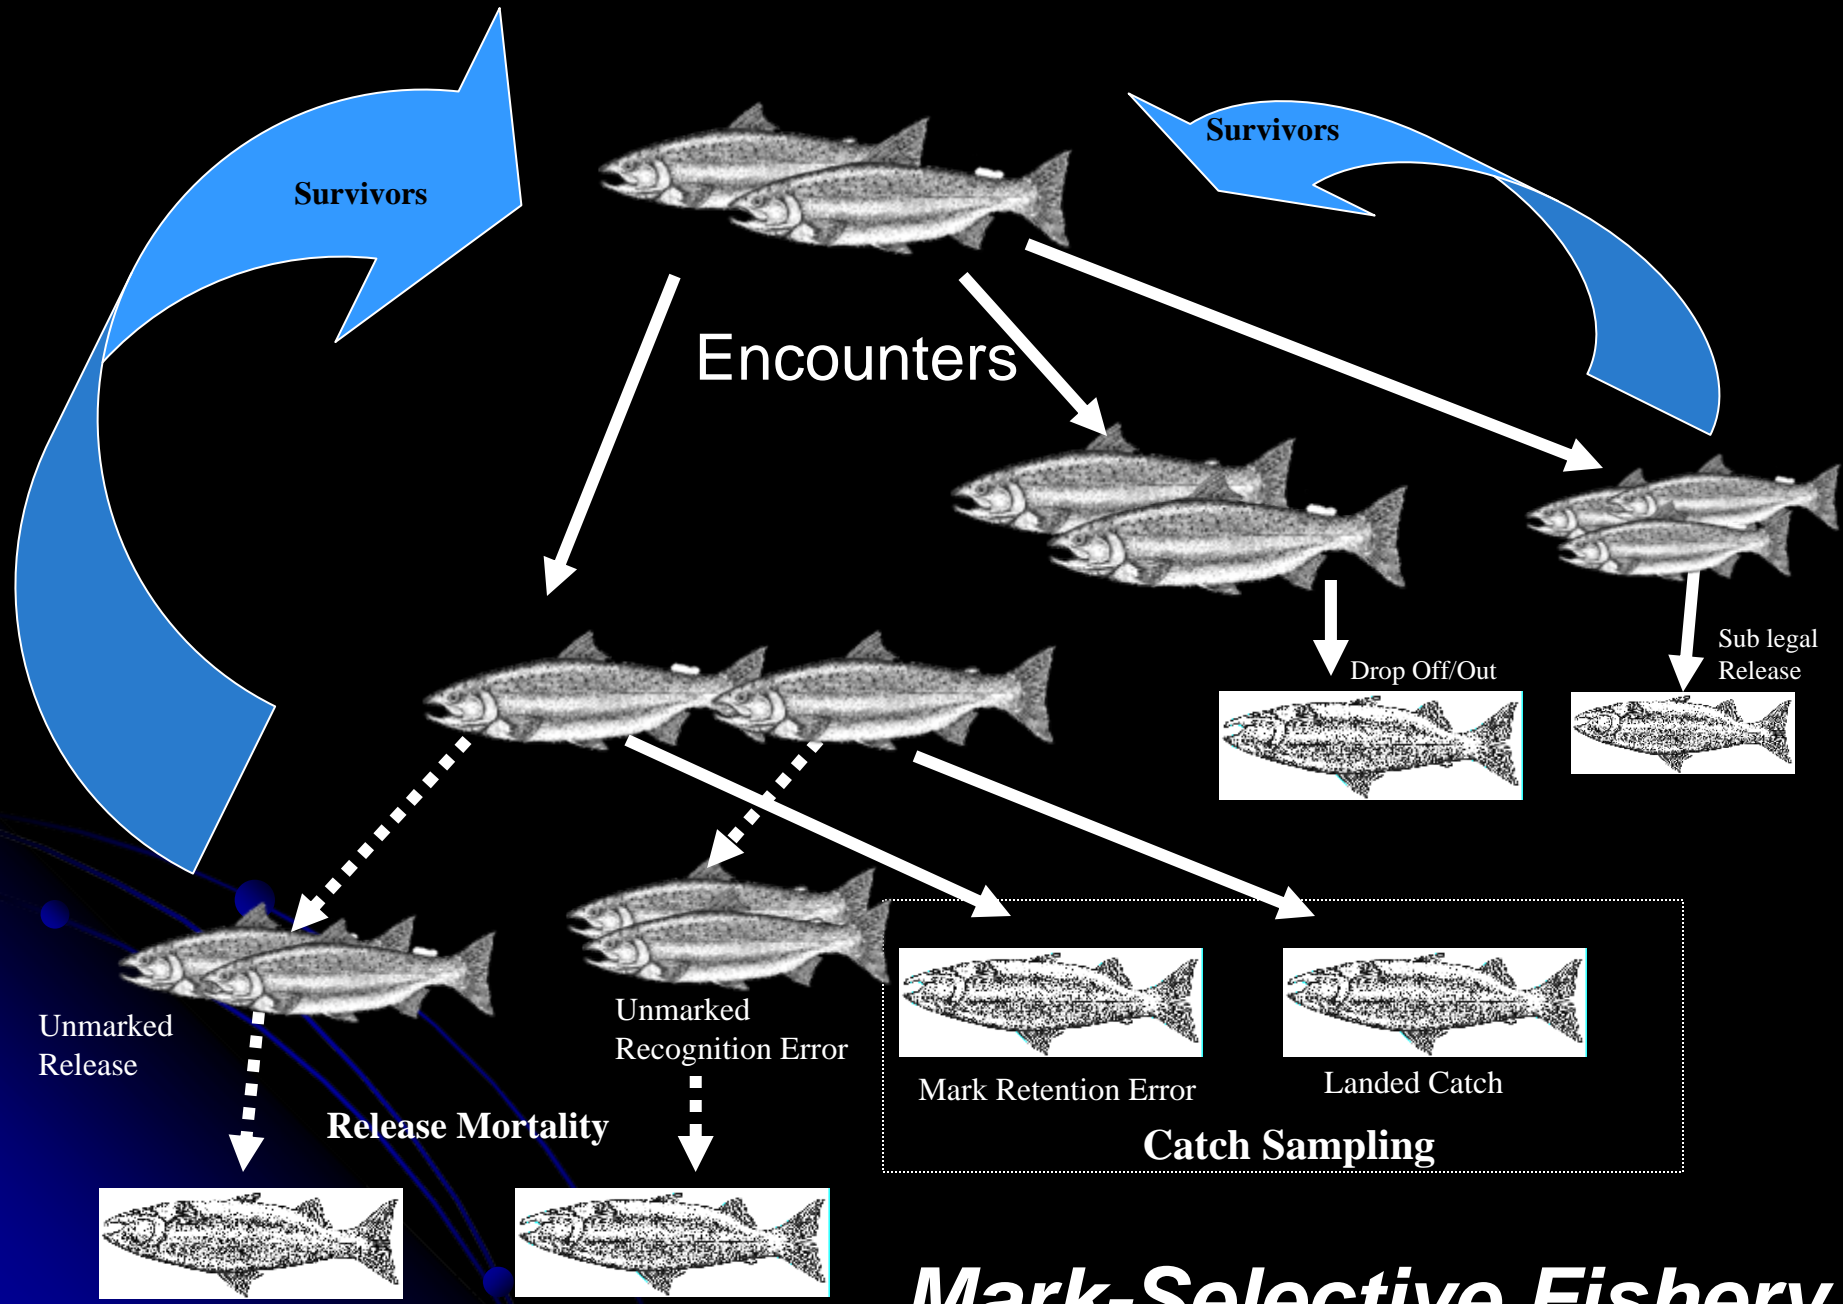 Survivors
Survivors
Encounters
Sub legal
Release
Drop Off/Out
Unmarked
Release
Unmarked
Recognition Error
Mark Retention Error
Landed Catch
Release Mortality
Catch Sampling
Mark-Selective Fishery